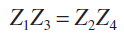 Z₁Z₃ = Z₂Z₄